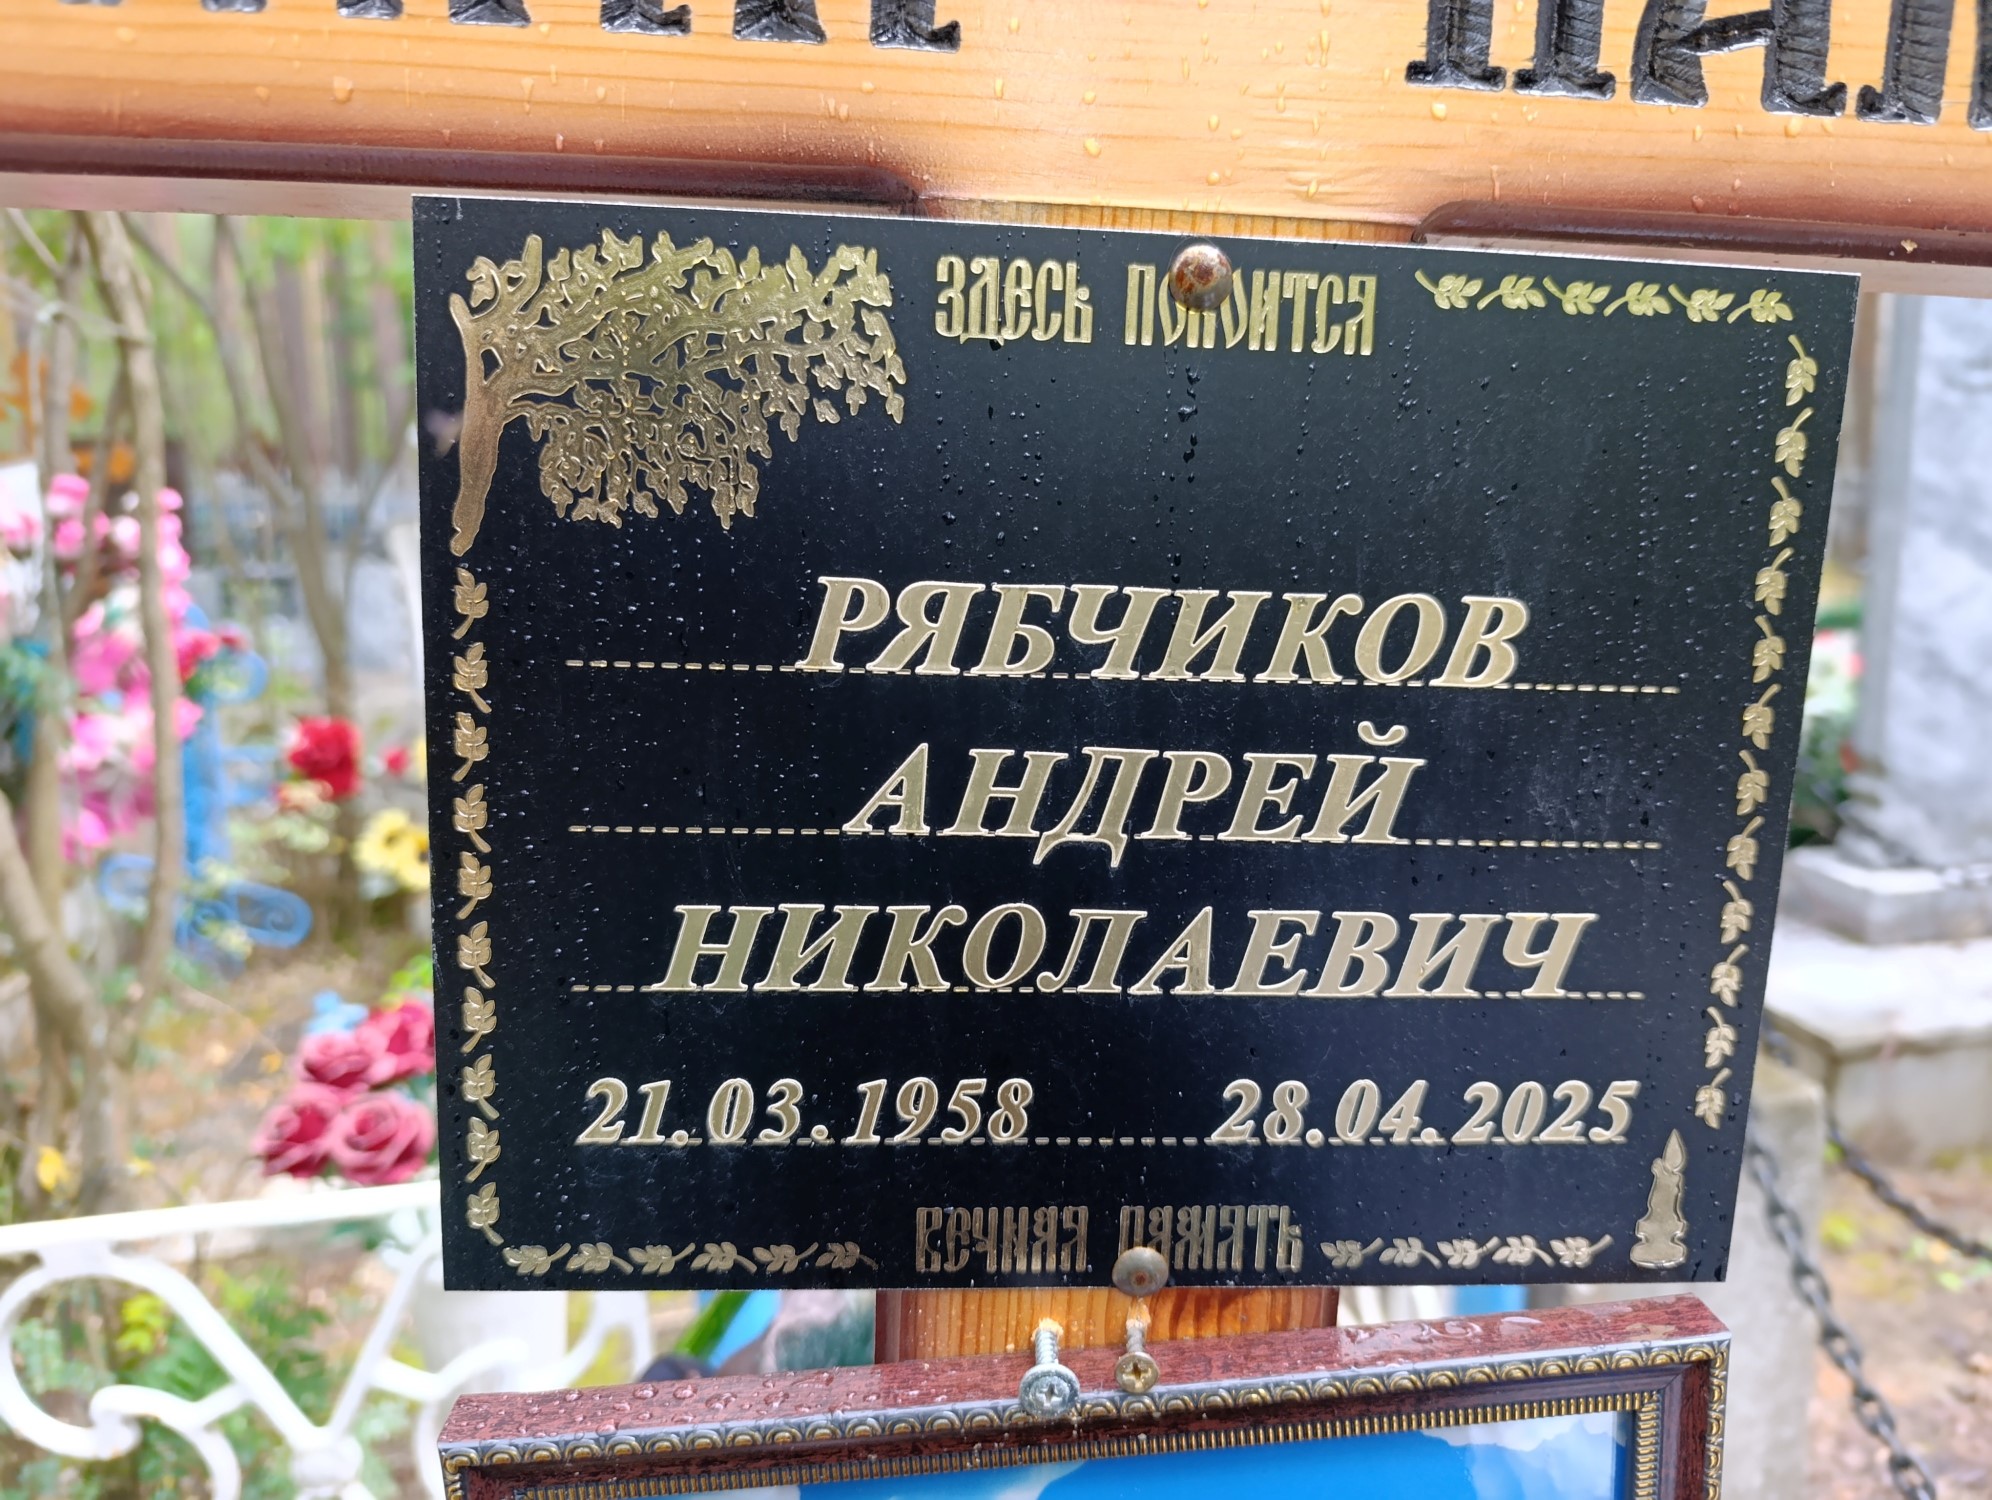 ЗДЕСЬ ПОКОИТСЯ
РЯБЧИКОВ
АНДРЕЙ
НИКОЛАЕВИЧ
21.03.1958 28.04.2025
ВЕЧНАЯ ПАМЯТЬ